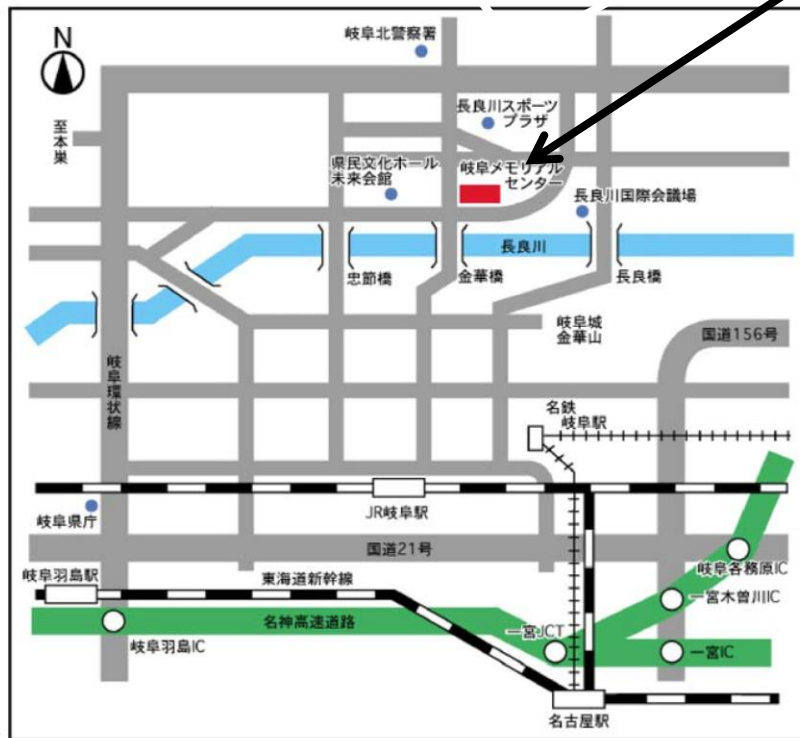 N
岐阜北警察署
至本巣
長良川スポーツ
プラザ
県民文化ホール
未来会館
岐阜メモリアル
センター
長良川国際会議場
長良川
忠節橋
金華橋
長良橋
岐阜城
金華山
国道156号
岐阜環状線
名鉄
岐阜駅
JR岐阜駅
岐阜県庁
国道21号
岐阜各務原IC
岐阜羽島駅
東海道新幹線
一宮木曽川IC
名神高速道路
一宮JCT
岐阜羽島IC
一宮IC
名古屋駅